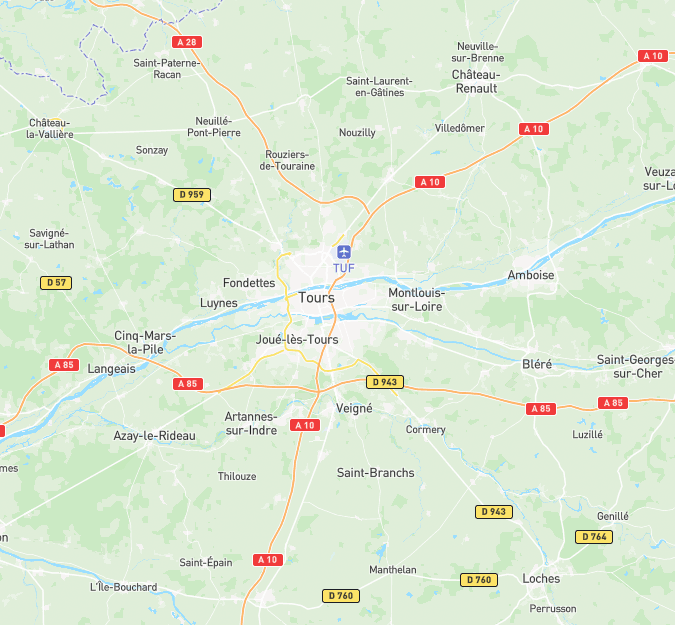 A 28
Neuville-
sur-Brenne
A 10
Saint-Paterne-
Racan
Saint-Laurent-
en-Gâtines
Château-
Renault
Château-
la-Vallière
Neuillé-
Pont-Pierre
Nouzilly
Villedômer
A 10
Sonzay
Rouziers-
de-Touraine
A 10
D 959
Savigné-
sur-Lathan
TUF
Amboise
D 57
Fondettes
Luynes
Tours
Montlouis-
sur-Loire
Cinq-Mars-
la-Pile
Joué-lès-Tours
A 85
Langeais
A 85
D 943
Bléré
Saint-Georges-
sur-Cher
A 85
A 85
Artannes-
sur-Indre
Veigné
A 10
Cormery
Azay-le-Rideau
Luzillé
Thilouze
Saint-Branchs
D 943
Genillé
D 764
A 10
Saint-Épain
Manthelan
D 760
Loches
L'Île-Bouchard
D 760
Perrusson